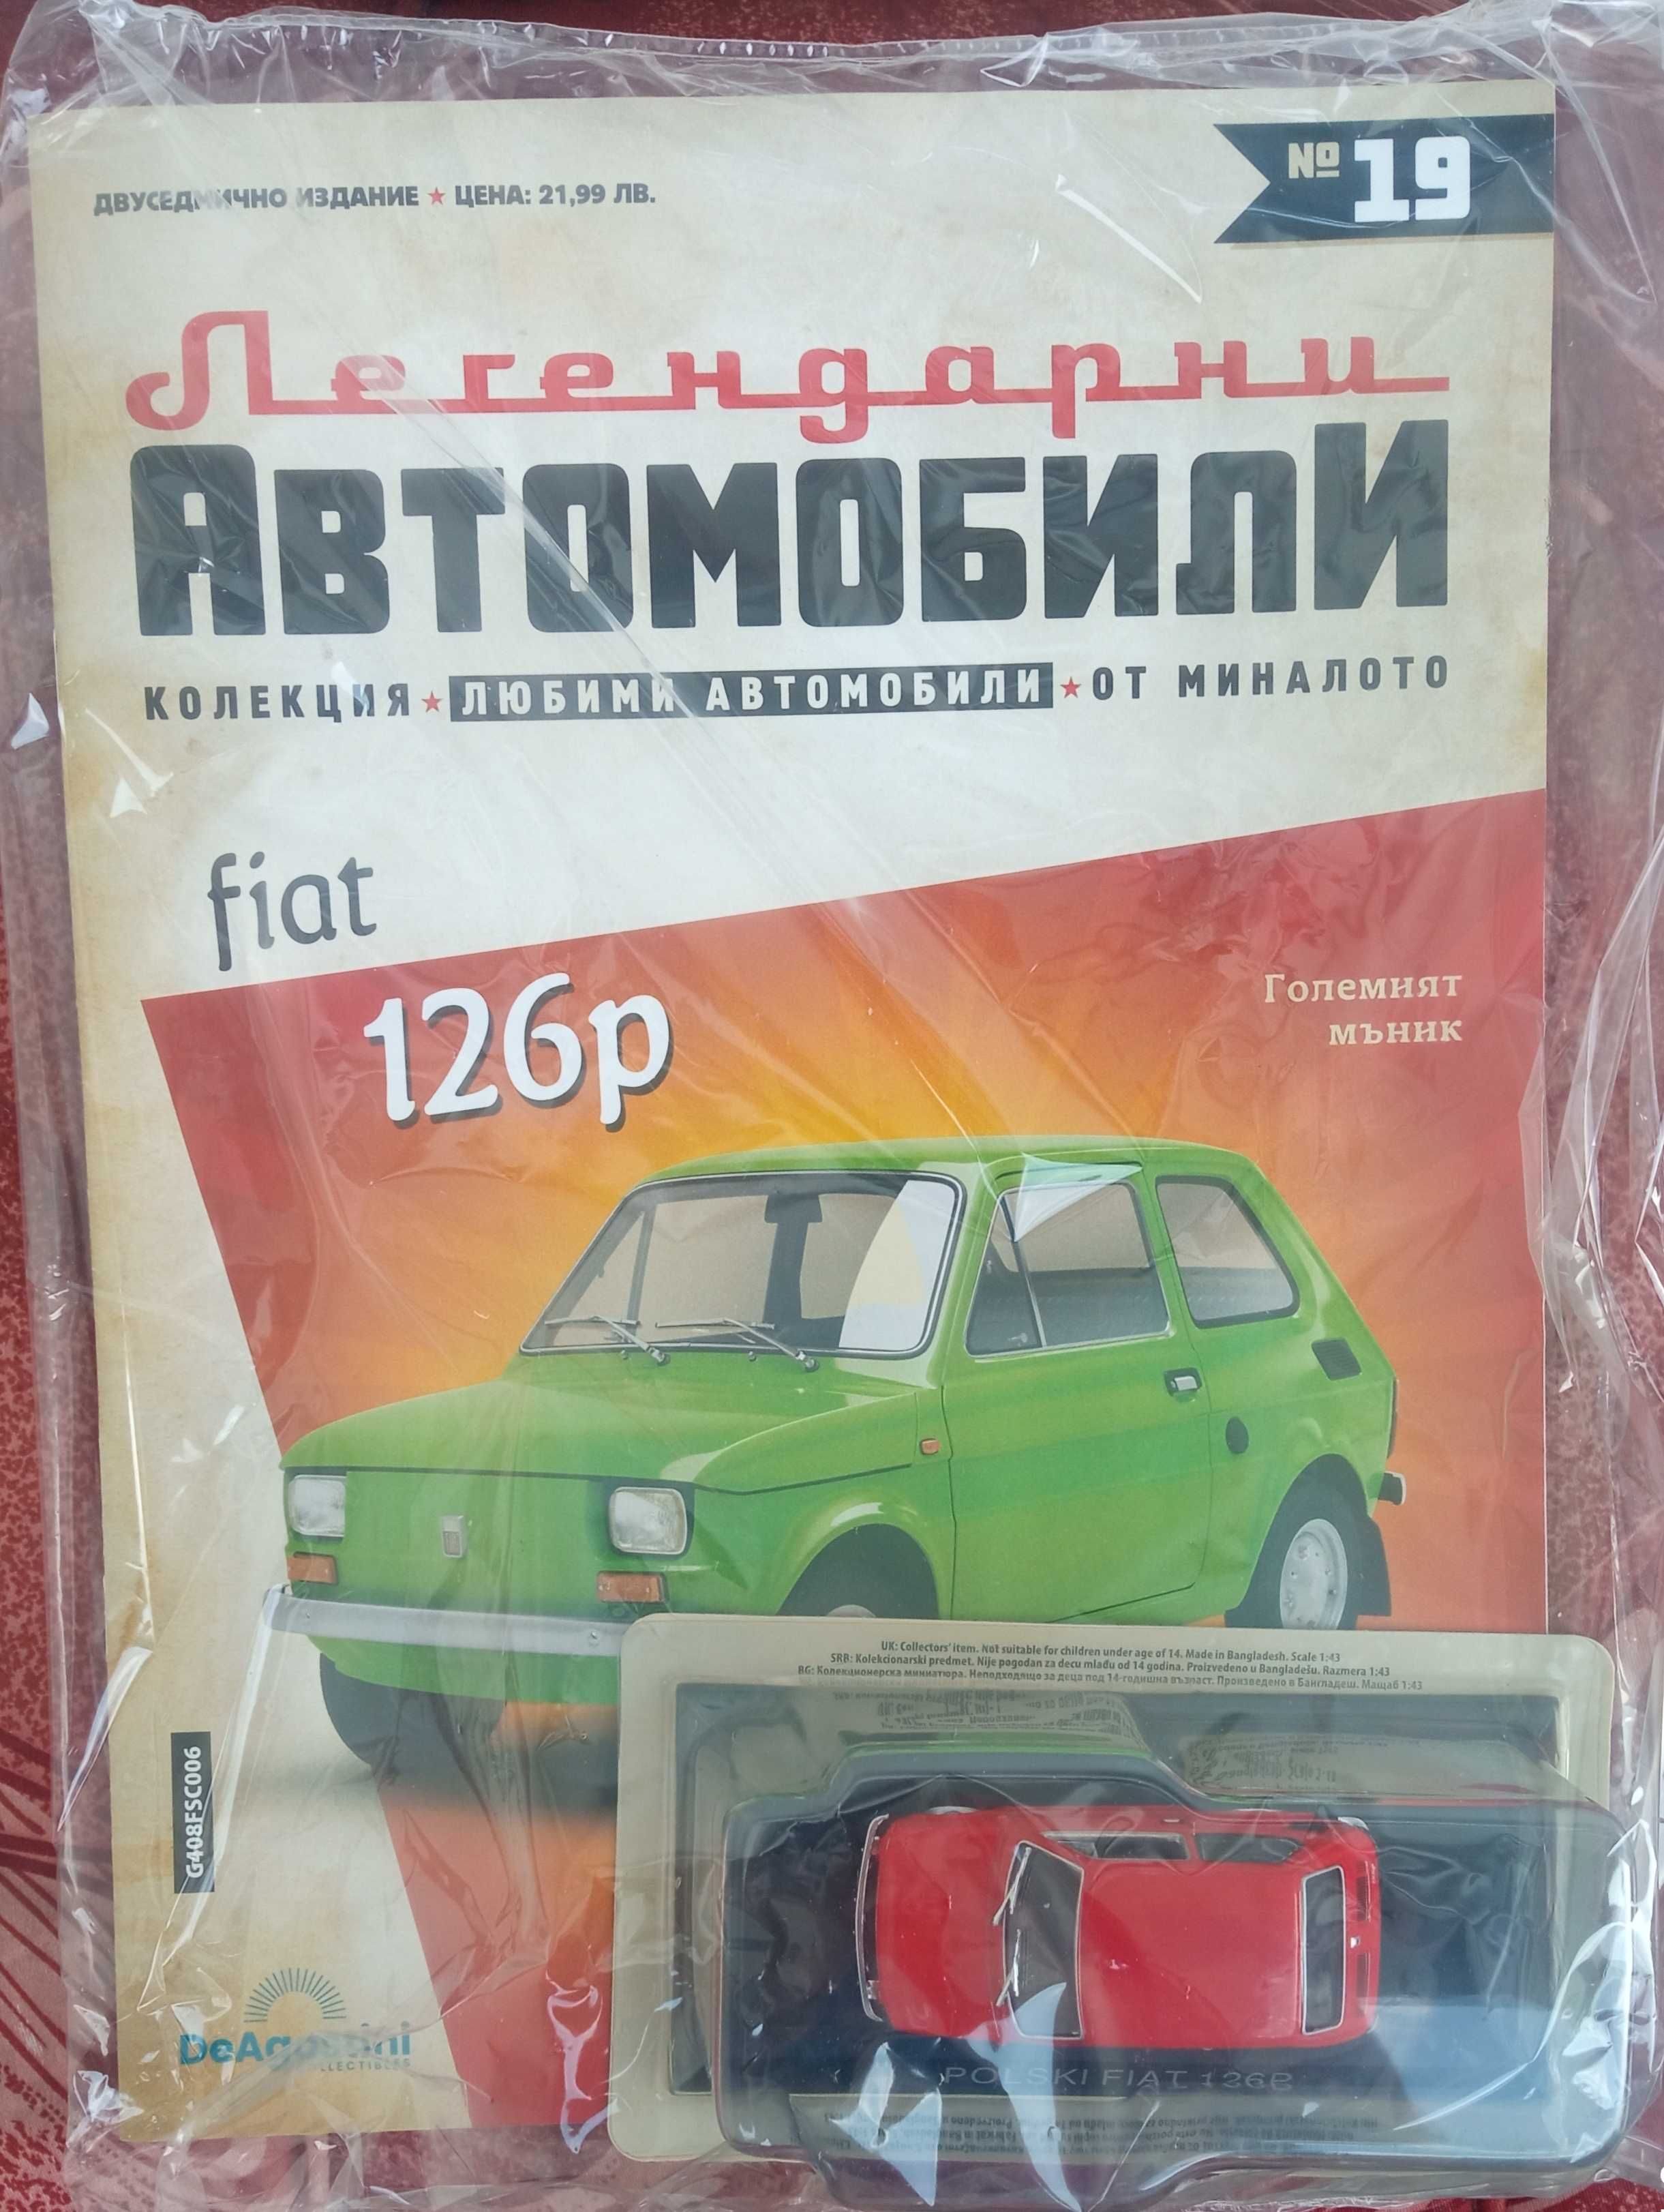 ДВУСЕДМИЧНО ИЗДАНИЕ ★ ЦЕНА: 21,99 ЛВ.
№19
Легендарни
АВТОМОБИЛИ
КОЛЕКЦИЯ ★ ЛЮБИМИ АВТОМОБИЛИ ★ ОТ МИНАЛОТО
fiat
126p
Големият
мъник
UK: Collectors' item. Not suitable for children under age of 14. Made in Bangladesh. Scale 1:43
SRB: Kolekcionarski predmet. Nije pogodan za decu mlađu od 14 godina. Proizvedeno u Bangladešu. Razmera 1:43
BG: Колекционерска миниатюра. Неподходящо за деца под 14-годишна възраст. Произведено в Бангладеш. Мащаб 1:43
G408FSC006
DeAgostini
COLLECTIBLES
POLSKI FIAT 126P